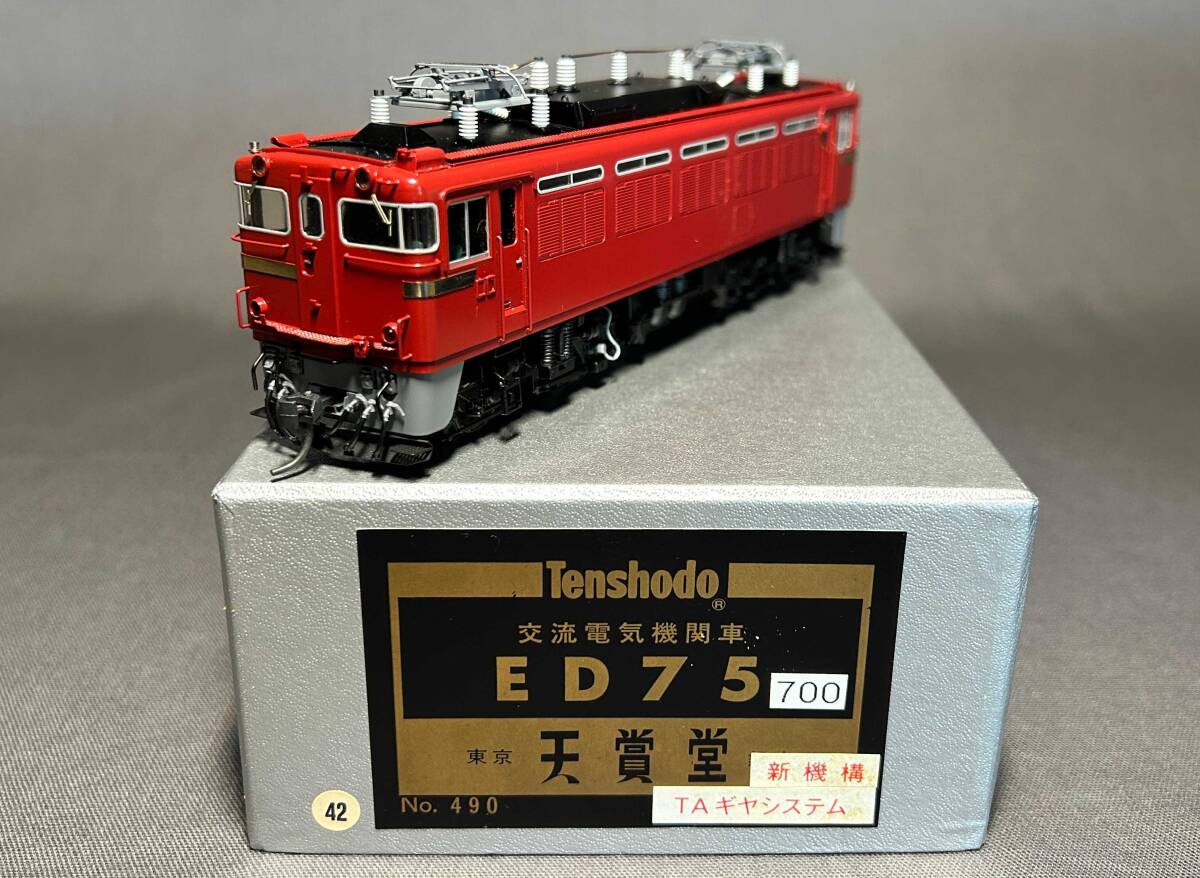 Tenshodo
®
交流電気機関車
ED75
700
東京 天賞堂
新機構
No. 490
TAギヤシステム
42